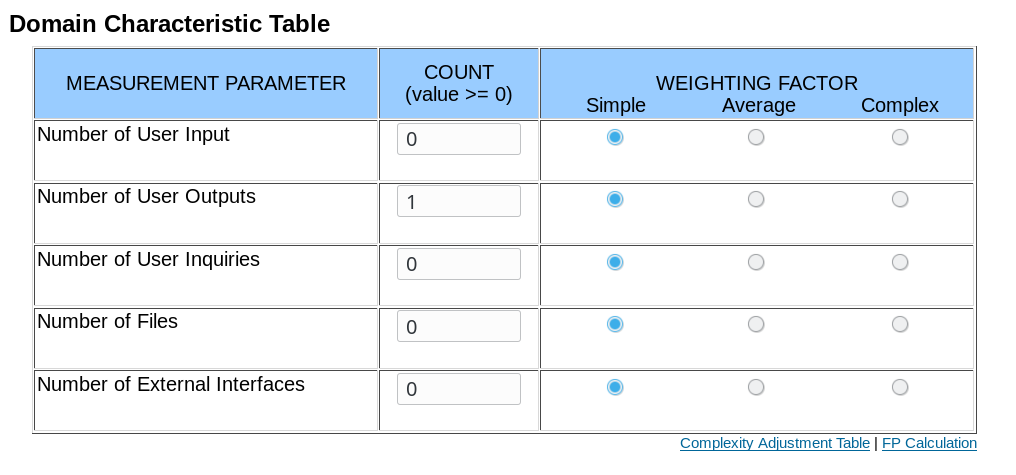 Domain Characteristic Table
MEASUREMENT PARAMETER
COUNT
(value >= 0)
WEIGHTING FACTOR
Simple Average Complex
Number of User Input 0
Number of User Outputs 1
Number of User Inquiries 0
Number of Files 0
Number of External Interfaces 0
Complexity Adjustment Table | FP Calculation